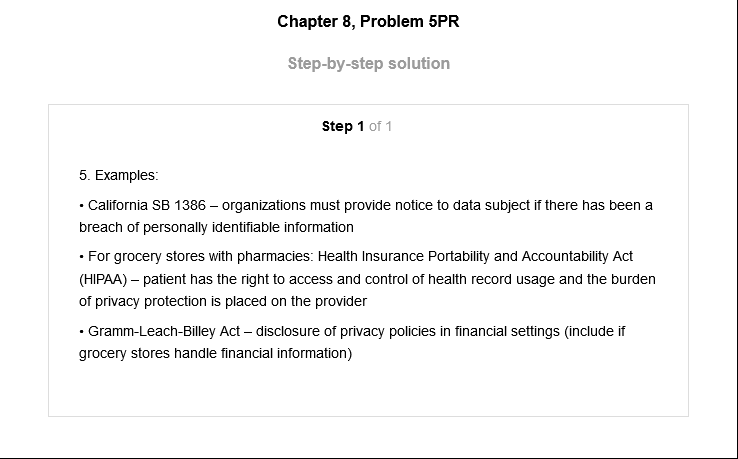 Chapter 8, Problem 5PR
Step-by-step solution
Step 1 of 1
5. Examples:
• California SB 1386 – organizations must provide notice to data subject if there has been a
breach of personally identifiable information
• For grocery stores with pharmacies: Health Insurance Portability and Accountability Act
(HIPAA) – patient has the right to access and control of health record usage and the burden
of privacy protection is placed on the provider
• Gramm-Leach-Billey Act – disclosure of privacy policies in financial settings (include if
grocery stores handle financial information)